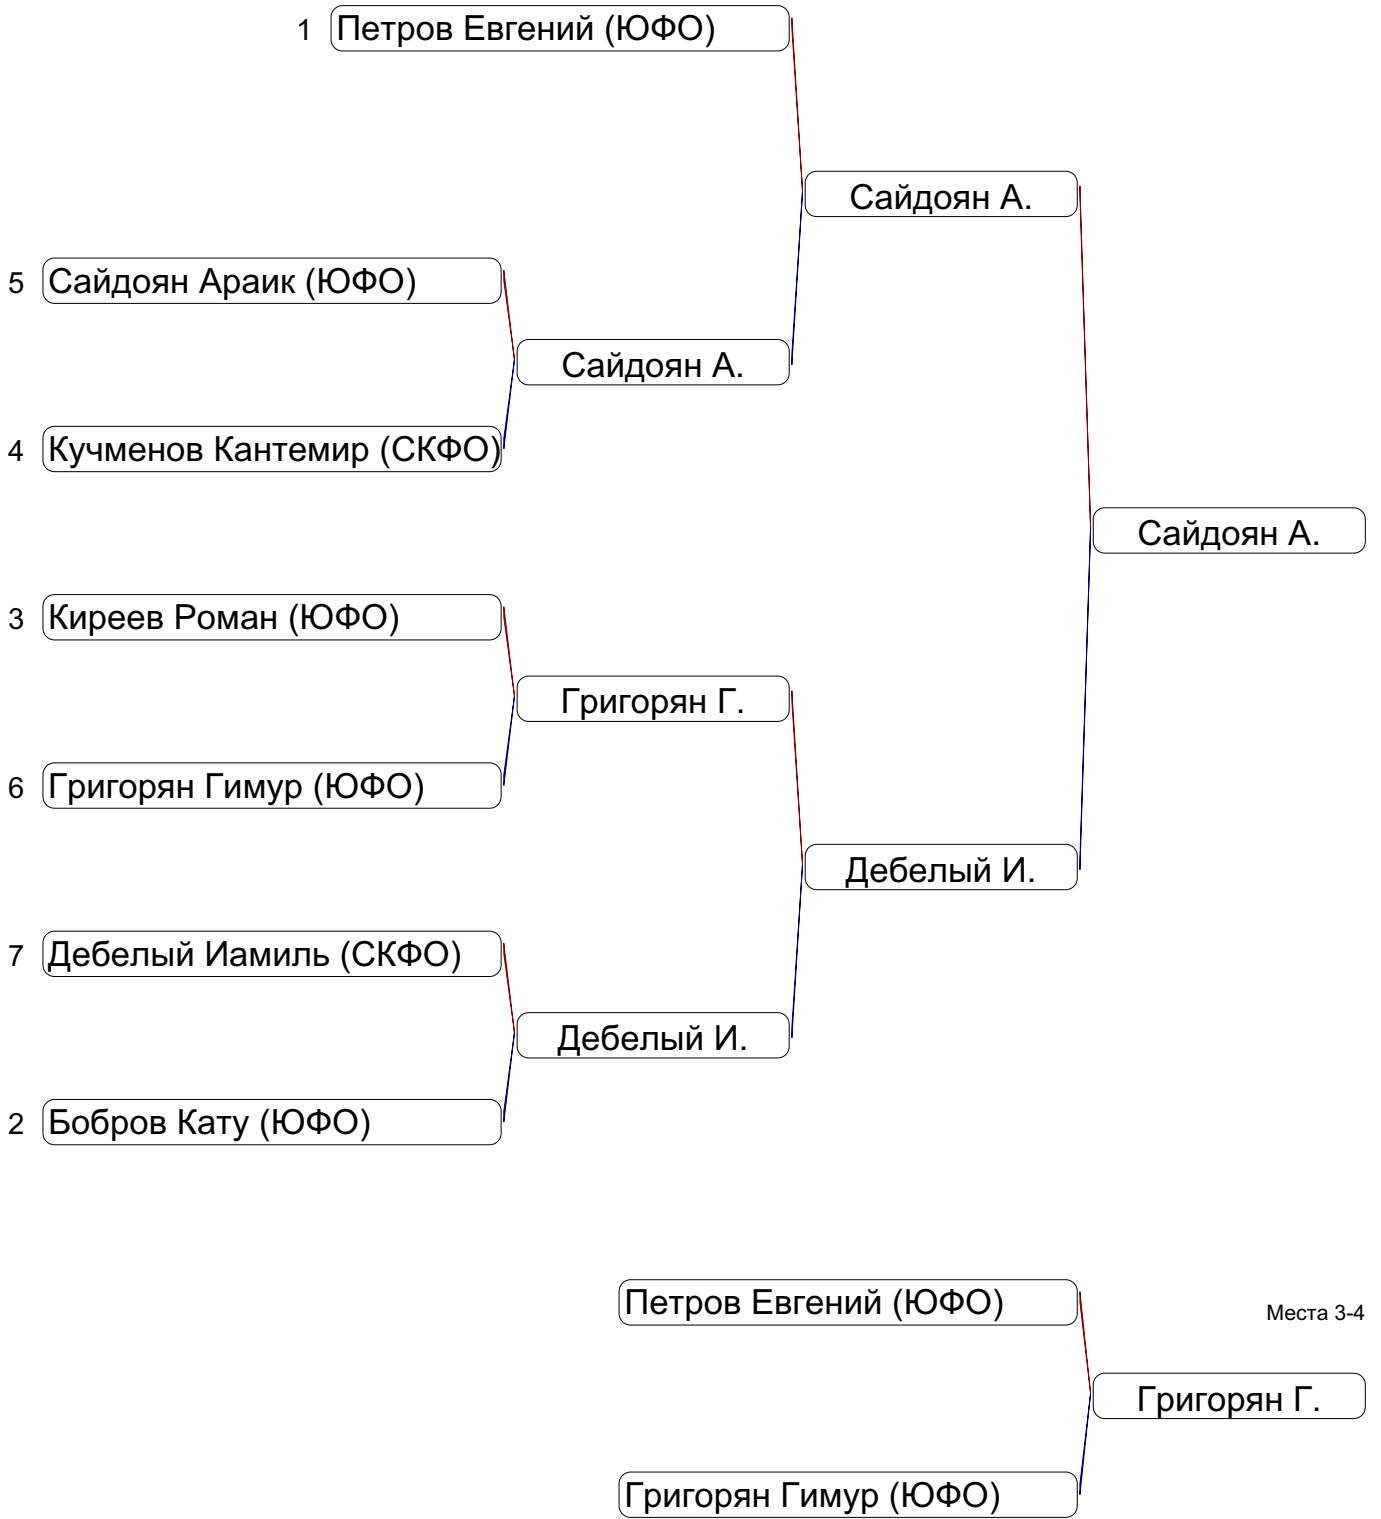 1 Петров Евгений (ЮФО)
Сайдоян А.
5 Сайдоян Араик (ЮФО)
Сайдоян А.
4 Кучменов Кантемир (СКФО)
Сайдоян А.
3 Киреев Роман (ЮФО)
Григорян Г.
6 Григорян Гимур (ЮФО)
Дебелый И.
7 Дебелый Иамиль (СКФО)
Дебелый И.
2 Бобров Кату (ЮФО)
Петров Евгений (ЮФО)
Места 3-4
Григорян Г.
Григорян Гимур (ЮФО)